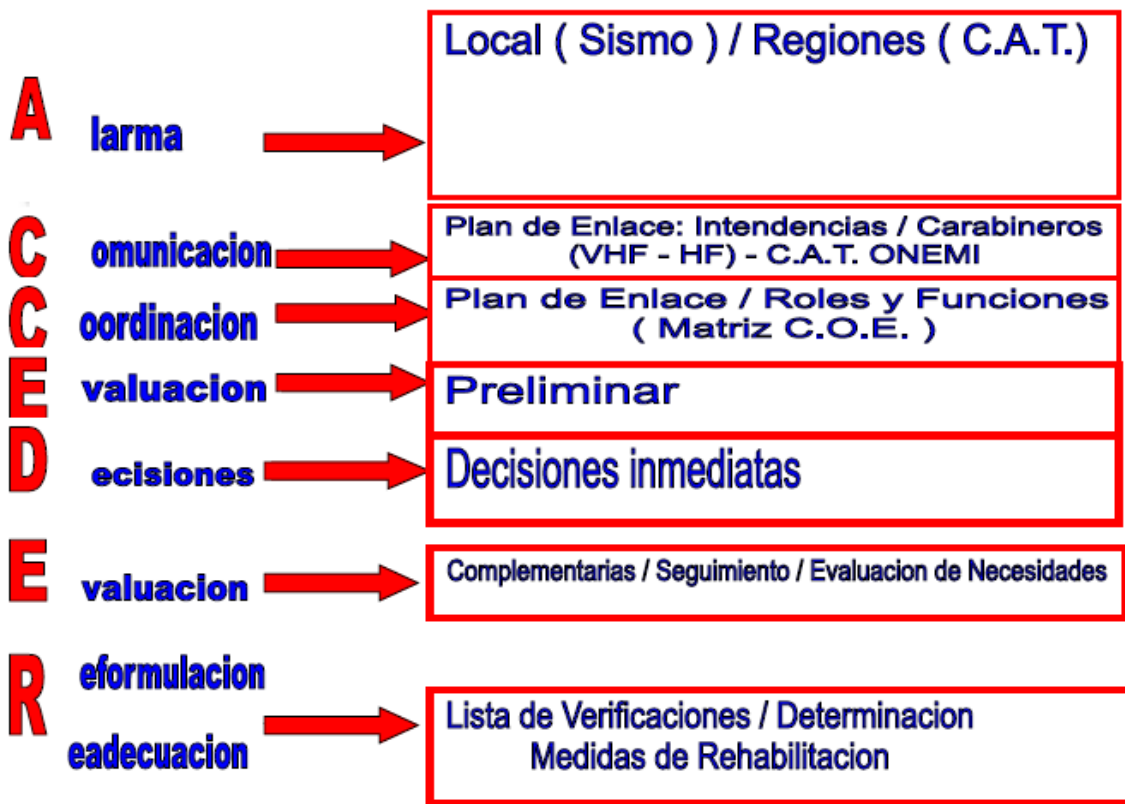 Local ( Sismo ) / Regiones ( C.A.T.)
A larma
Plan de Enlace: Intendencias / Carabineros
(VHF - HF) - C.A.T. ONEMI
C omunicacion
Plan de Enlace / Roles y Funciones
( Matriz C.O.E. )
C oordinacion
E valuacion
Preliminar
D ecisiones
Decisiones inmediatas
E valuacion
Complementarias / Seguimiento / Evaluacion de Necesidades
R eformulacion
eadecuacion
Lista de Verificaciones / Determinacion
Medidas de Rehabilitacion